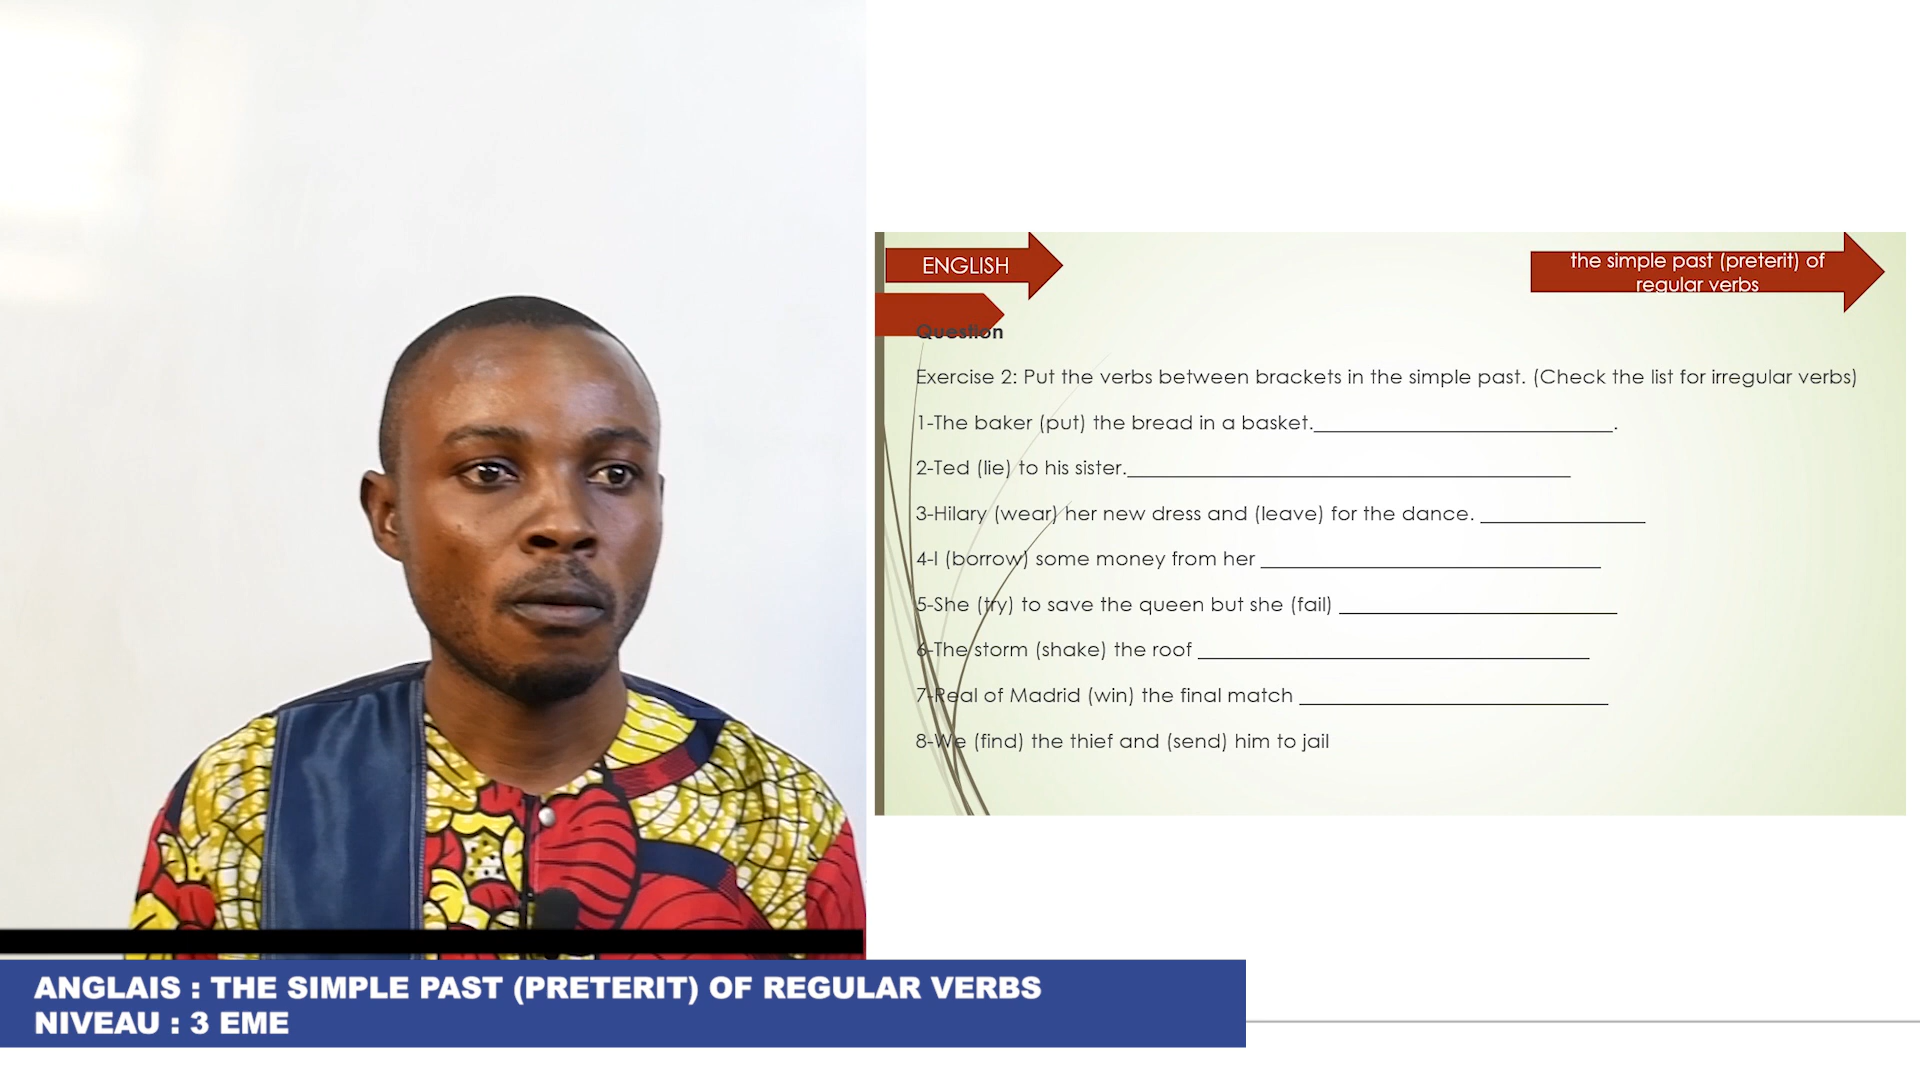 ENGLISH
the simple past (preterit) of
regular verbs
Question
Exercise 2: Put the verbs between brackets in the simple past. (Check the list for irregular verbs)
1-The baker (put) the bread in a basket.___________________________.
2-Ted (lie) to his sister.________________________________________
3-Hilary (wear) her new dress and (leave) for the dance. _______________
4-I (borrow) some money from her _______________________________
5-She (try) to save the queen but she (fail) _________________________
6-The storm (shake) the roof ___________________________________
7-Real of Madrid (win) the final match ____________________________
8-We (find) the thief and (send) him to jail
ANGLAIS : THE SIMPLE PAST (PRETERIT) OF REGULAR VERBS
NIVEAU : 3 EME